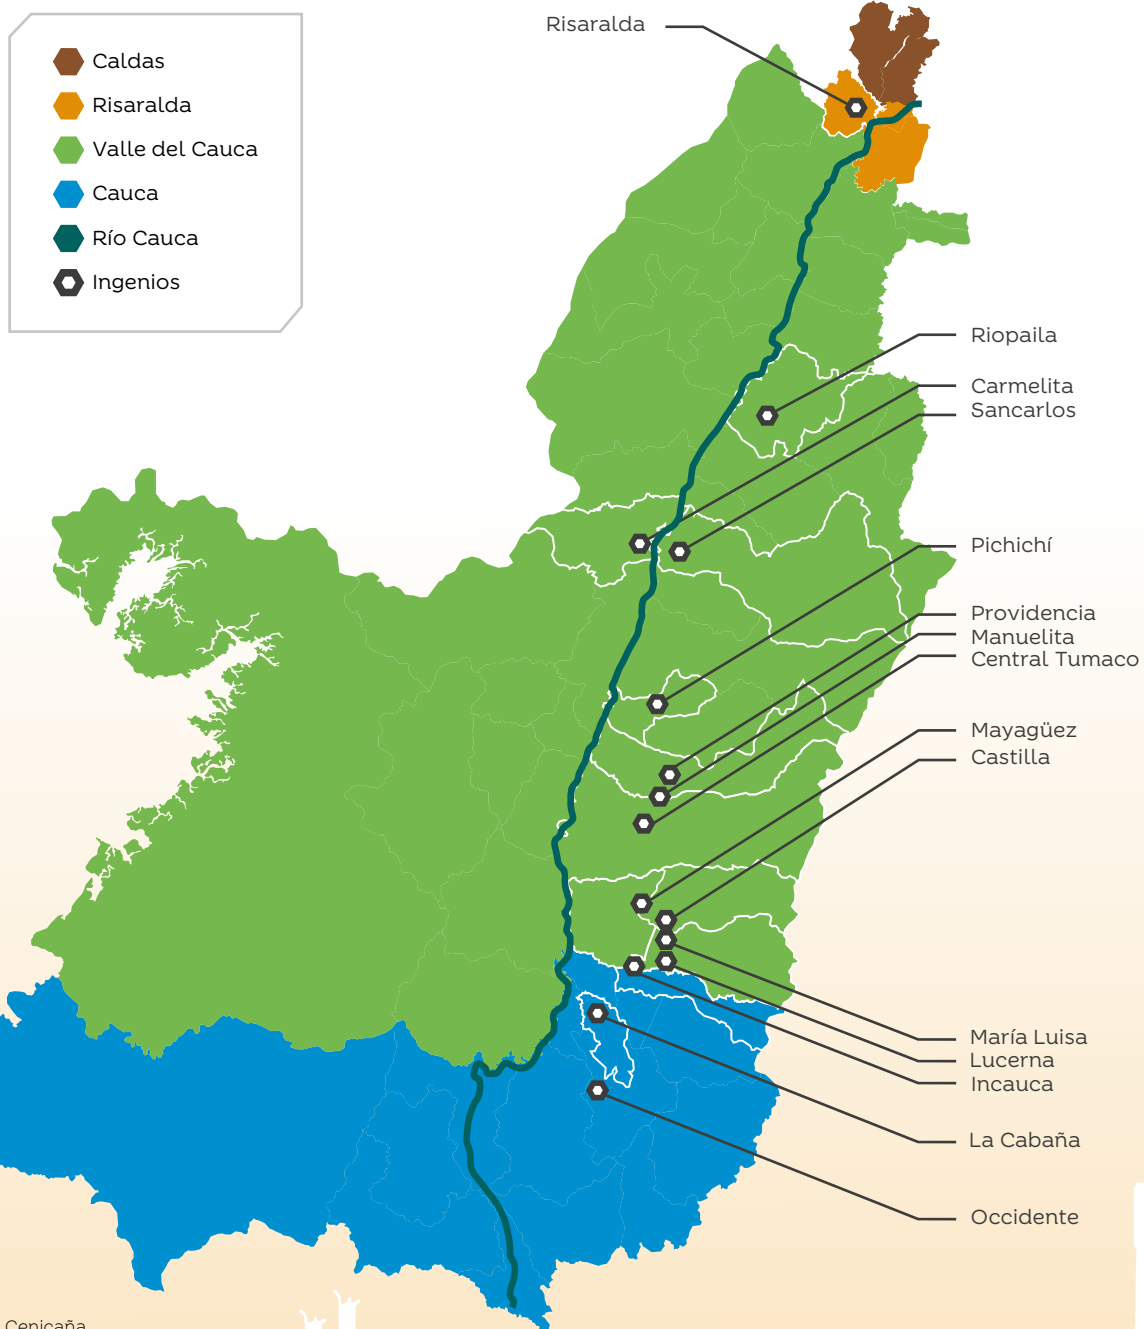 Risaralda
Caldas
Risaralda
Valle del Cauca
Cauca
Río Cauca
Ingenios
Riopaila
Carmelita
Sancarlos
Pichichí
Providencia
Manuelita
Central Tumaco
Mayagüez
Castilla
María Luisa
Lucerna
Incauca
La Cabaña
Occidente
Cenicaña